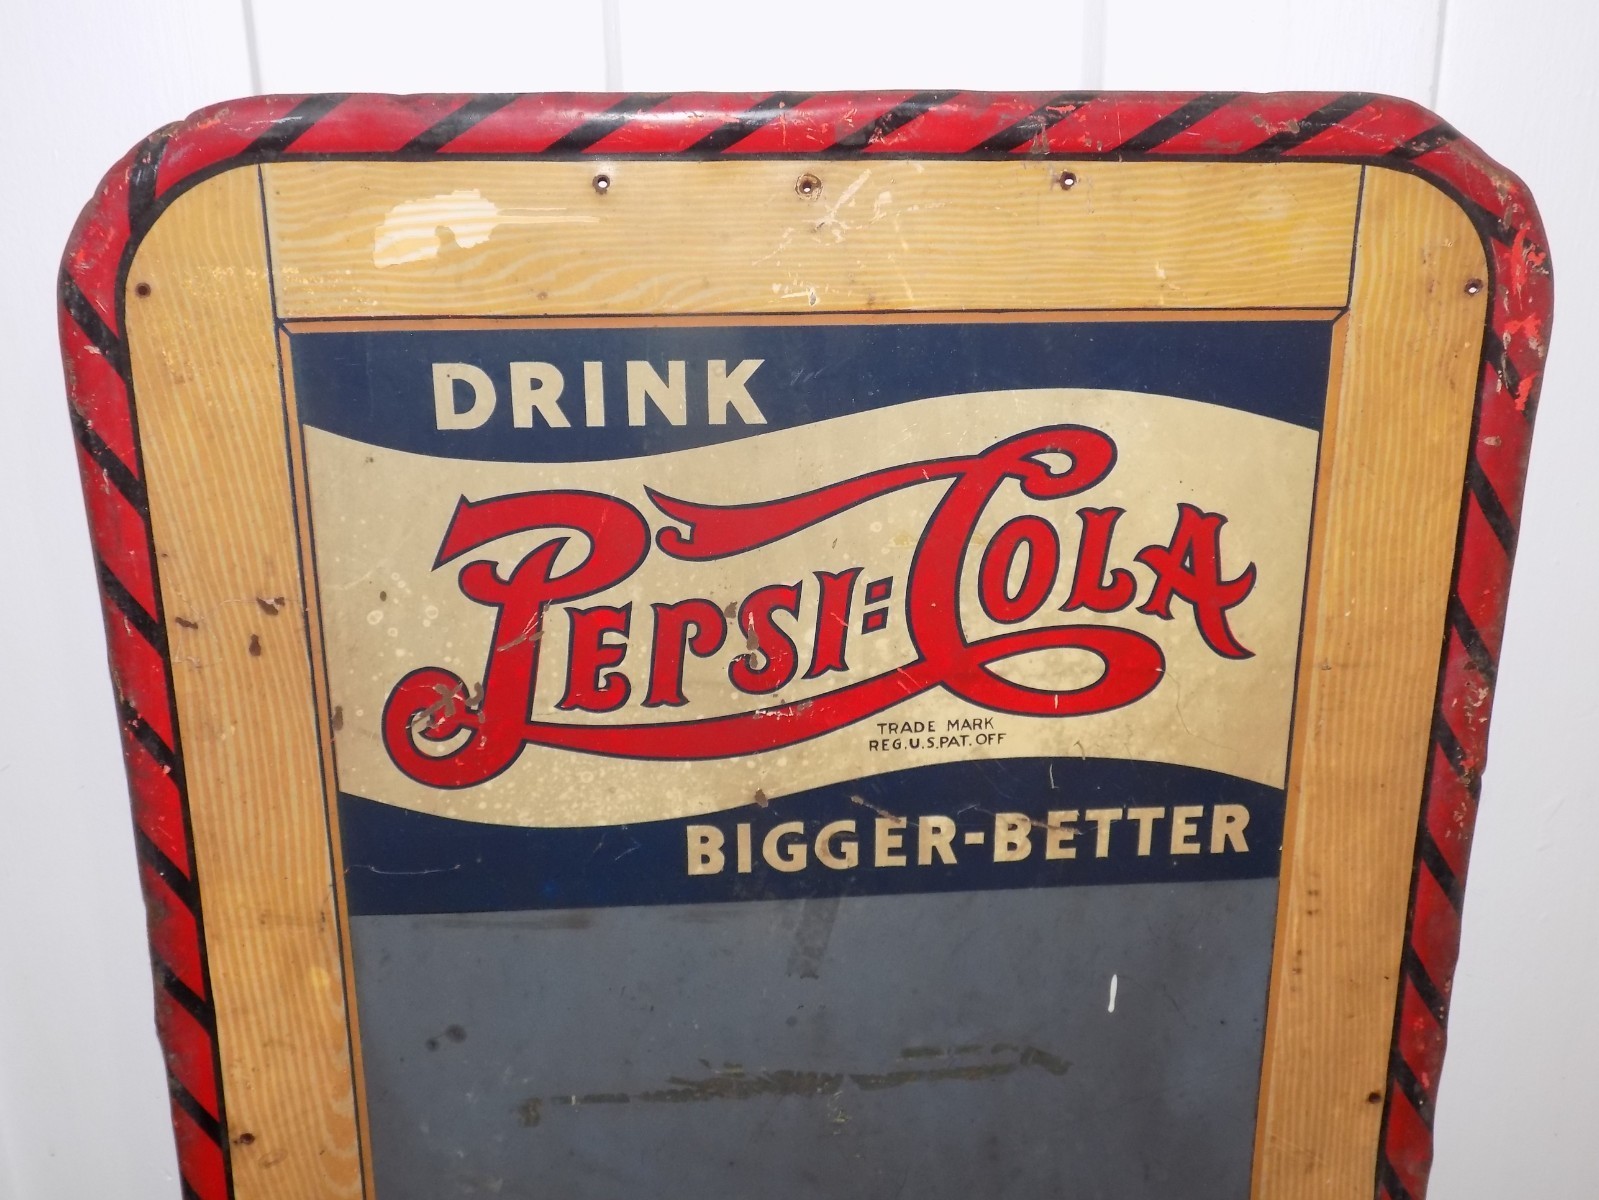 DRINK
PEPSI:COLA
TRADE MARK
REG.U.S.PAT.OFF
BIGGER-BETTER